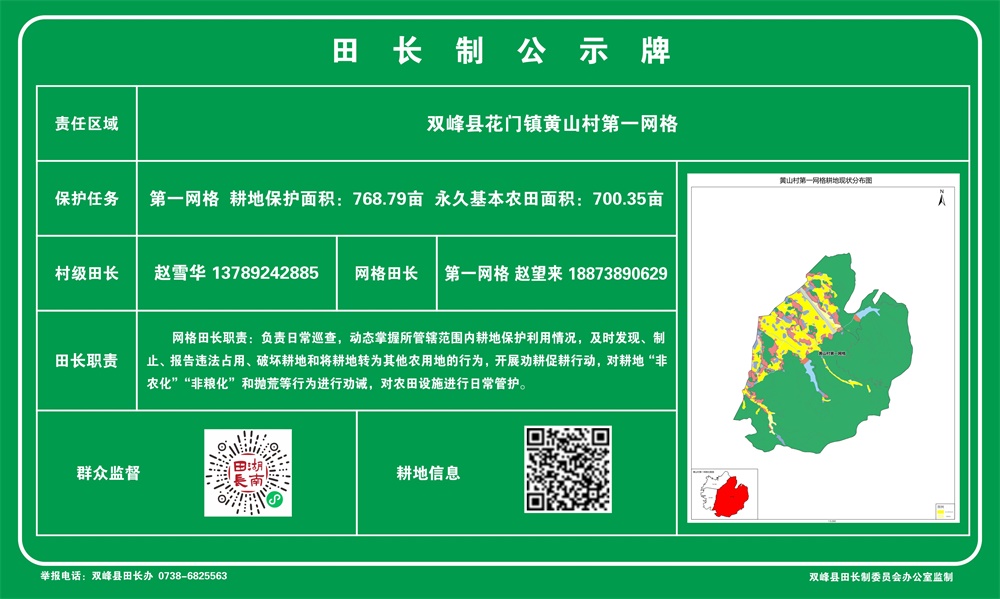 田长制公示牌
责任区域
双峰县花门镇黄山村第一网格
保护任务
第一网格 耕地保护面积：768.79亩 永久基本农田面积：700.35亩
黄山村第一网格耕地现状分布图
N
村级田长
赵雪华 13789242885
网格田长
第一网格 赵望来 18873890629
田长职责
网格田长职责：负责日常巡查，动态掌握所管辖范围内耕地保护利用情况，及时发现、制
止、报告违法占用、破坏耕地和将耕地转为其他农用地的行为，开展劝耕促耕行动，对耕地“非
农化”“非粮化”和抛荒等行为进行劝诫，对农田设施进行日常管护。
群众监督
湖南田長
耕地信息
举报电话：双峰县田长办 0738-6825563
双峰县田长制委员会办公室监制